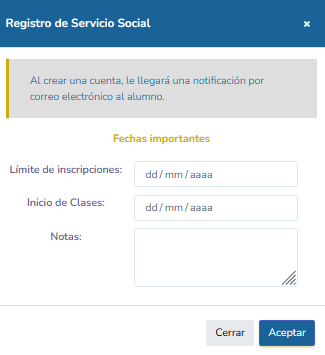 Registro de Servicio Social ×
Al crear una cuenta, le llegará una notificación por
correo electrónico al alumno.
Fechas importantes
Límite de inscripciones: dd/mm/aaaa
Inicio de Clases: dd/mm/aaaa
Notas:
Cerrar Aceptar